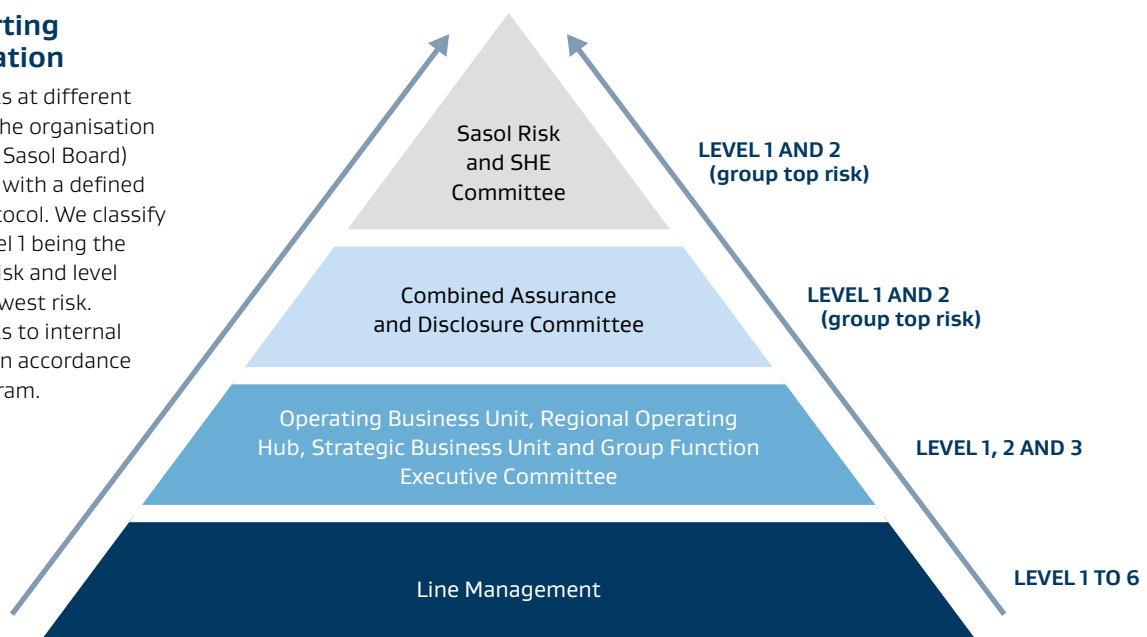 rting
ation
s at different
he organisation
Sasol Board)
with a defined
tocol. We classify
el 1 being the
isk and level
west risk.
s to internal
n accordance
ram.
Sasol Risk
and SHE
Committee
LEVEL 1 AND 2
(group top risk)
Combined Assurance
and Disclosure Committee
LEVEL 1 AND 2
(group top risk)
Operating Business Unit, Regional Operating
Hub, Strategic Business Unit and Group Function
Executive Committee
LEVEL 1, 2 AND 3
Line Management
LEVEL 1 TO 6